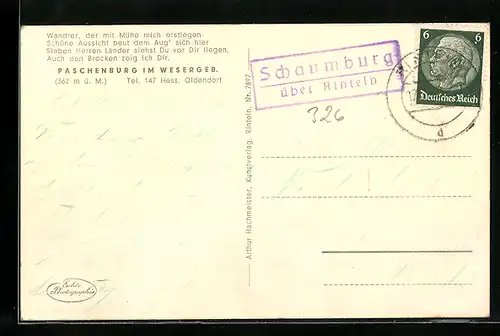 Wandrer, der mit Mühe mich erstiegen
Schöne Aussicht beut dem Aug' sich hier
Sieben Herren Länder siehst Du vor Dir liegen,
Auch den Brocken zeig ich Dir.
PASCHENBURG IM WESERGEB.
(362 m ü. M.) Tel. 147 Hess. Oldendorf
Schaumburg
über Rinteln
326
6 6
Deutsches Reich
d
Arthur Hachmeister, Kunstverlag, Rinteln, Nr. 7897
Echte
Photographie